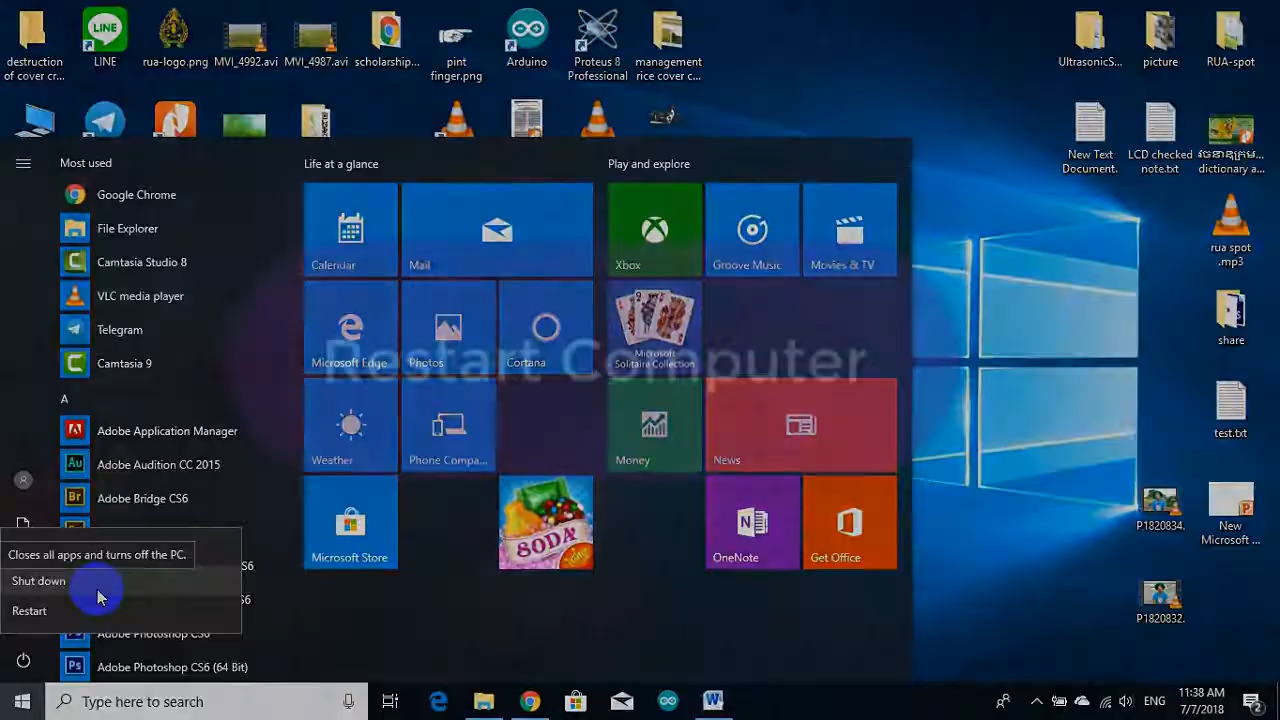 destruction
of cover cr...
LINE
rua-logo.png
MVI_4992.avi
MVI_4987.avi
scholarship...
pint
finger.png
Arduino
Proteus 8
Professional
management
rice cover c...
UltrasonicS...
picture
RUA-spot
New Text
Document.
LCD checked
note.txt
dictionary a...
rua spot
.mp3
share
test.txt
P1820834.
New
Microsoft ...
P1820832.
Most used
Google Chrome
File Explorer
Camtasia Studio 8
VLC media player
Telegram
Camtasia 9
A
Adobe Application Manager
Adobe Audition CC 2015
Adobe Bridge CS6
Closes all apps and turns off the PC.
Shut down
Restart
Adobe Photoshop CS6
Adobe Photoshop CS6 (64 Bit)
Life at a glance
Calendar
Mail
Microsoft Edge
Photos
Cortana
Weather
Phone Compa...
Microsoft Store
SODA
Play and explore
Xbox
Groove Music
Movies & TV
Microsoft
Solitaire Collection
Money
News
OneNote
Get Office
Restart Computer
Type here to search
ENG
11:38 AM
7/7/2018
2